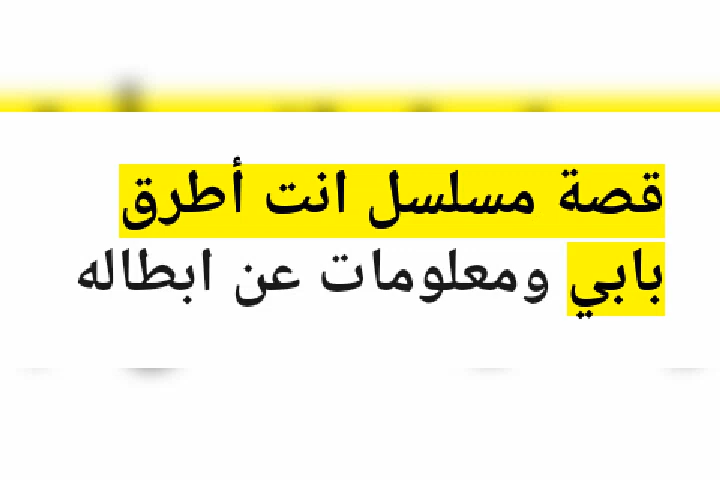 قصة مسلسل انت أطرق
بابي ومعلومات عن ابطاله